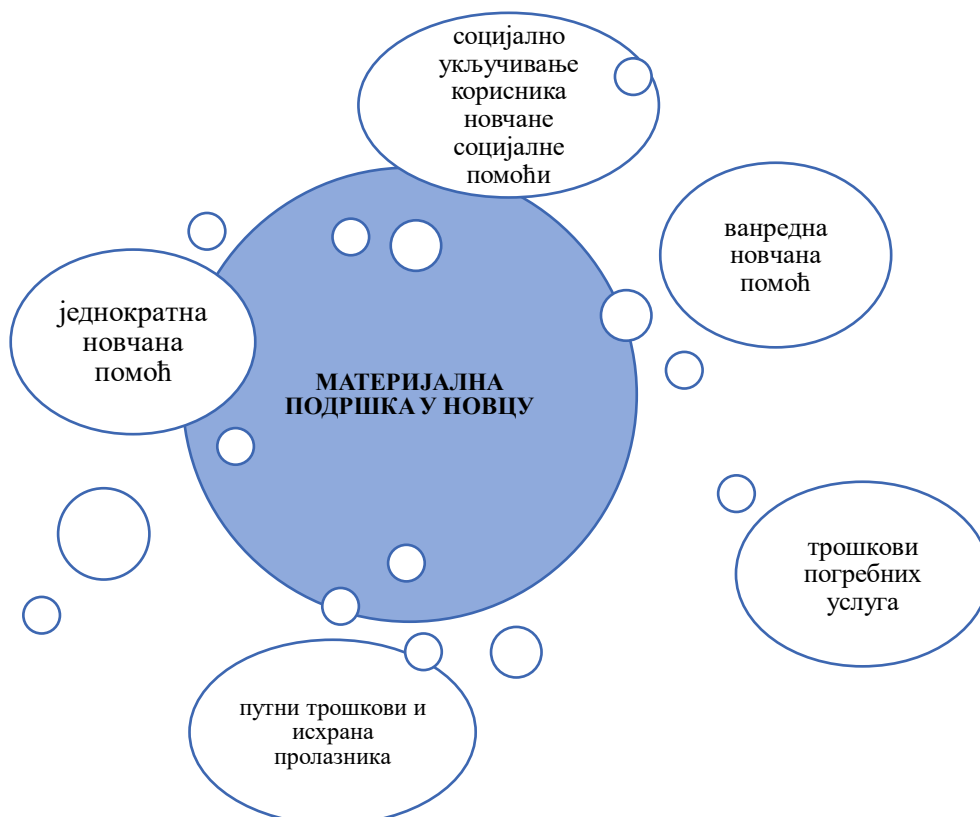 социјално
укључивање
корисника
новчане
социјалне
помоћи
ванредна
новчана
помоћ
једнократна
новчана
помоћ
МАТЕРИЈАЛНА
ПОДРШКА У НОВЦУ
трошкови
погребних
услуга
путни трошкови и
исхрана
пролазника